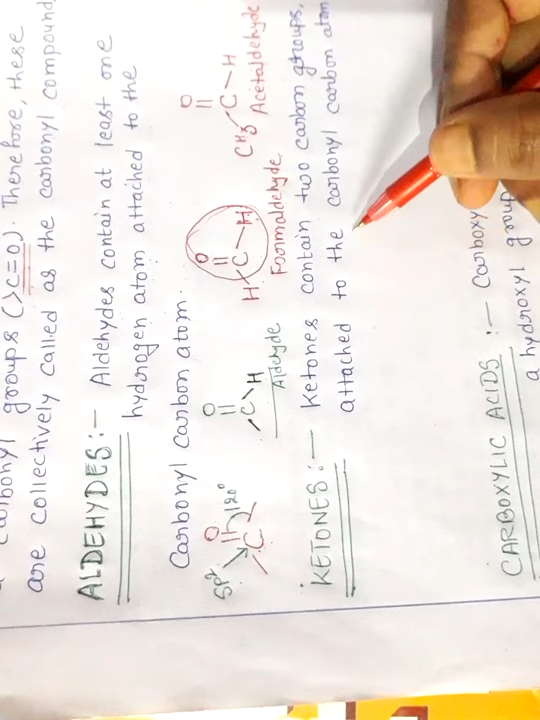 groups (>C=O). Therefore, these
are collectively called as the carbonyl compound
ALDEHYDES:— Aldehydes contain at least one
hydrogen atom attached to the
Carbonyl carbon atom.
sp² O 120° C
O C H Aldehyde
O H C H Formaldehyde
O CH3 C H Acetaldehyde
KETONES:— Ketones contain two carbon groups,
attached to the carbonyl carbon atom
CARBOXYLIC ACIDS:— Carboxy
a hydroxyl group